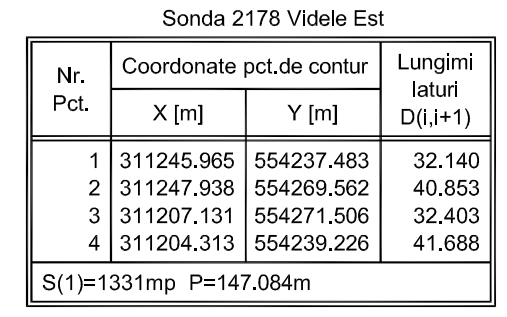 Sonda 2178 Videle Est
Nr. Pct. Coordonate pct.de contur Lungimi laturi D(i,i+1)
X [m] Y [m]
1 311245.965 554237.483 32.140
2 311247.938 554269.562 40.853
3 311207.131 554271.506 32.403
4 311204.313 554239.226 41.688
S(1)=1331mp P=147.084m